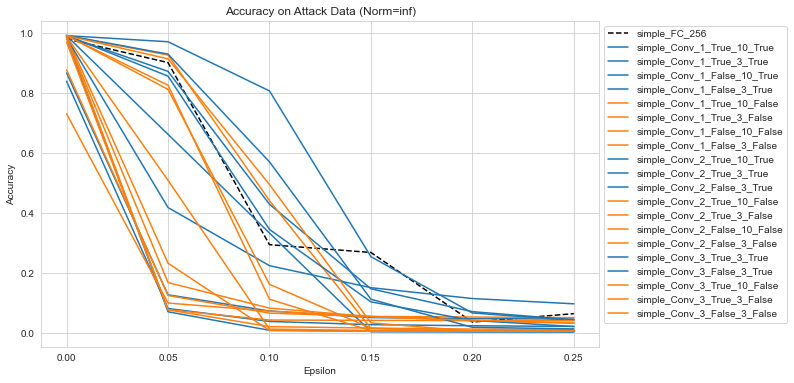 Accuracy on Attack Data (Norm=inf)
1.0
0.8
0.6
0.4
0.2
0.0
Accuracy
0.00 0.05 0.10 0.15 0.20 0.25
Epsilon
simple_FC_256
simple_Conv_1_True_10_True
simple_Conv_1_True_3_True
simple_Conv_1_False_10_True
simple_Conv_1_False_3_True
simple_Conv_1_True_10_False
simple_Conv_1_True_3_False
simple_Conv_1_False_10_False
simple_Conv_1_False_3_False
simple_Conv_2_True_10_True
simple_Conv_2_True_3_True
simple_Conv_2_False_3_True
simple_Conv_2_True_10_False
simple_Conv_2_True_3_False
simple_Conv_2_False_10_False
simple_Conv_2_False_3_False
simple_Conv_3_True_3_True
simple_Conv_3_False_3_True
simple_Conv_3_True_10_False
simple_Conv_3_True_3_False
simple_Conv_3_False_3_False